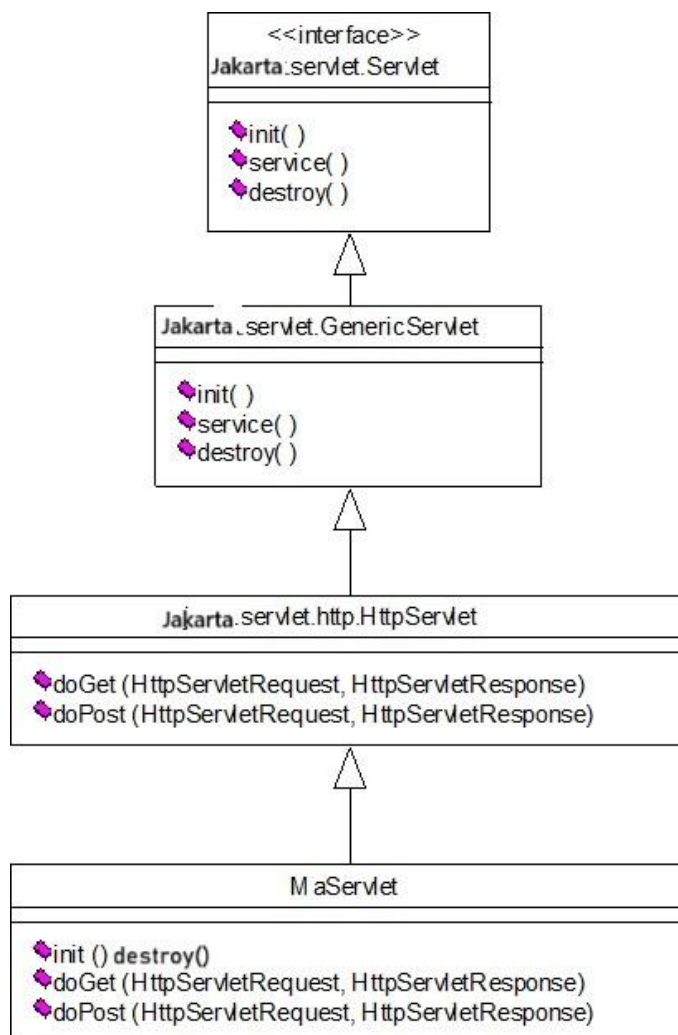 <<interface>>
Jakarta.servlet.Servlet
init( )
service( )
destroy( )
Jakarta.servlet.GenericServlet
init( )
service( )
destroy( )
Jakarta.servlet.http.HttpServlet
doGet (HttpServletRequest, HttpServletResponse)
doPost (HttpServletRequest, HttpServletResponse)
MaServlet
init () destroy()
doGet (HttpServletRequest, HttpServletResponse)
doPost (HttpServletRequest, HttpServletResponse)